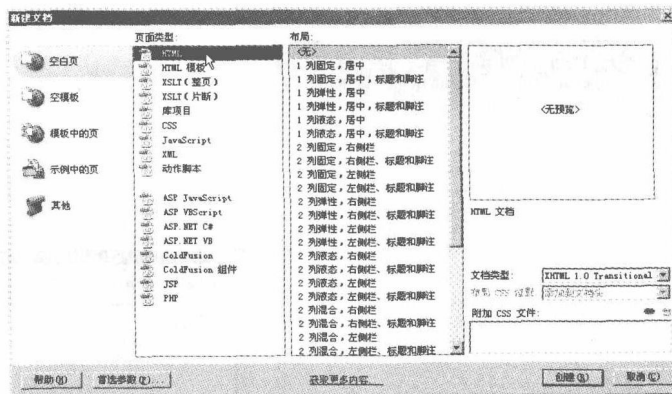 新建文档
空白页
空模板
模板中的页
示例中的页
其他
页面类型:
HTML
HTML 模板
XSLT(整页)
XSLT(片断)
库项目
CSS
JavaScript
XML
动作脚本
ASP JavaScript
ASP VBScript
ASP.NET C#
ASP.NET VB
ColdFusion
ColdFusion 组件
JSP
PHP
布局:
<无>
1 列固定,居中
1 列固定,居中,标题和脚注
1 列弹性,居中
1 列弹性,居中,标题和脚注
1 列液态,居中
1 列液态,居中,标题和脚注
2 列固定,右侧栏
2 列固定,右侧栏、标题和脚注
2 列固定,左侧栏
2 列固定,左侧栏、标题和脚注
2 列弹性,右侧栏
2 列弹性,右侧栏、标题和脚注
2 列弹性,左侧栏
2 列弹性,左侧栏、标题和脚注
2 列液态,右侧栏
2 列液态,右侧栏、标题和脚注
2 列液态,左侧栏
2 列液态,左侧栏、标题和脚注
2 列混合,右侧栏
2 列混合,右侧栏、标题和脚注
2 列混合,左侧栏
2 列混合,左侧栏、标题和脚注
<无预览>
HTML 文档
文档类型:
XHTML 1.0 Transitional
布局 CSS 位置:
添加到文档头
附加 CSS 文件:
帮助(H)
首选参数(P)...
获取更多内容...
创建(R)
取消(C)